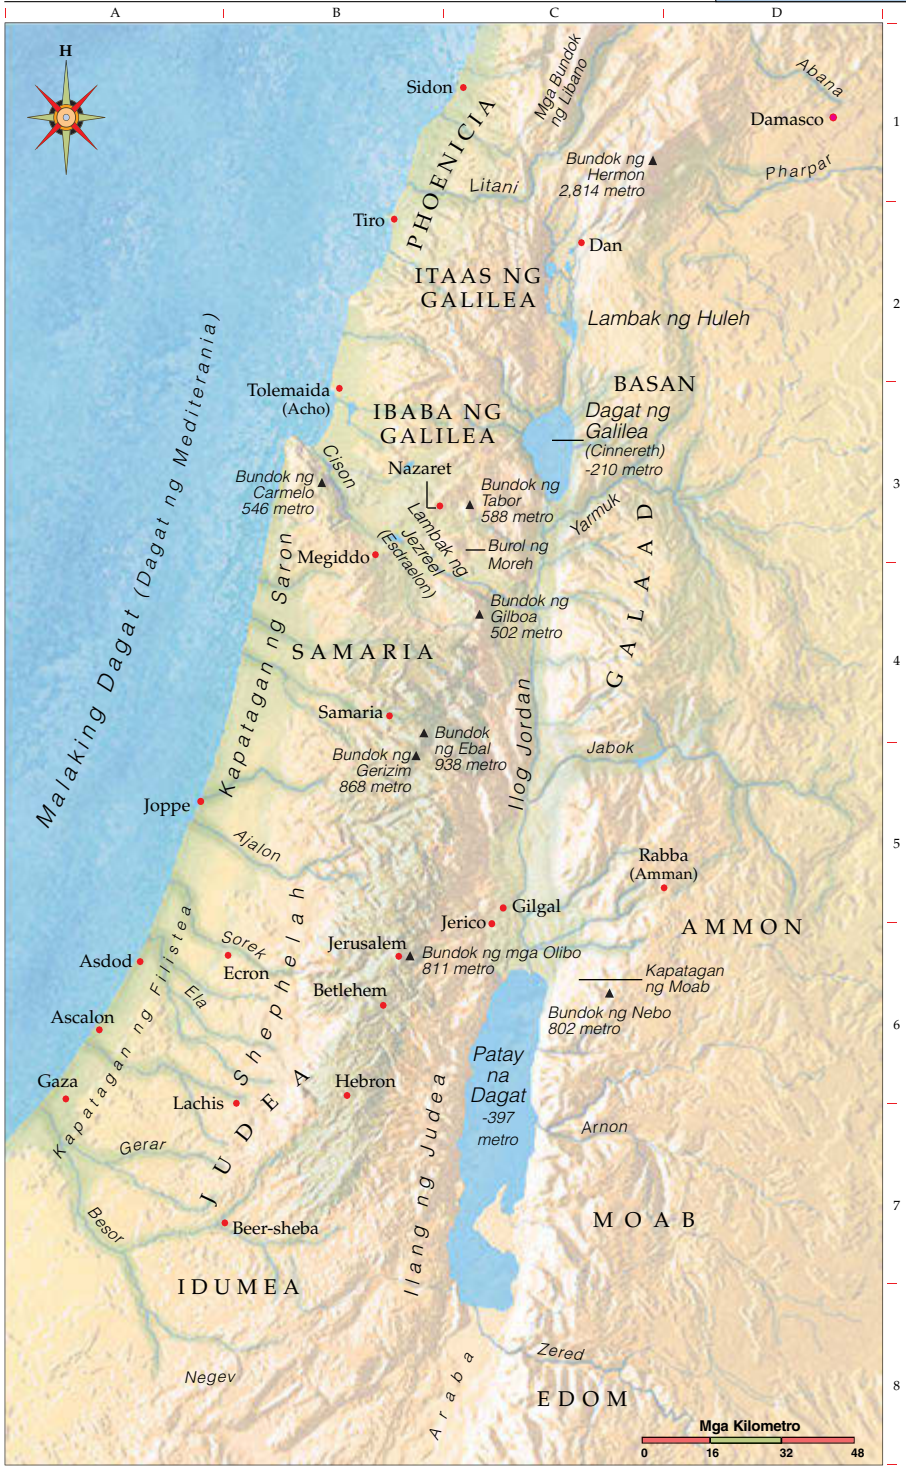 A B C D
H
1
2
3
4
5
6
7
8
Sidon
PHOENICIA
Mga Bundok
ng Libano
Abana
Damasco
Bundok ng
Hermon
2,814 metro
Pharpar
Litani
Tiro
Dan
ITAAS NG
GALILEA
Lambak ng Huleh
Malaking Dagat (Dagat ng Mediterania)
BASAN
Tolemaida
(Acho)
IBABA NG
GALILEA
Dagat ng
Galilea
(Cinnereth)
-210 metro
Cison
Nazaret
Bundok ng
Carmelo
546 metro
Bundok ng
Tabor
588 metro
Yarmuk
Lambak ng
Jezreel
(Esdraelon)
Burol ng
Moreh
Megiddo
GALAAD
Kapatagan ng Saron
Bundok ng
Gilboa
502 metro
SAMARIA
Samaria
Ilog Jordan
Bundok
ng Ebal
938 metro
Bundok ng
Gerizim
868 metro
Jabok
Joppe
Ajalon
Rabba
(Amman)
Gilgal
Jerico
AMMON
Shephelah
Kapatagan ng Filistea
Sorek
Jerusalem
Bundok ng mga Olibo
811 metro
Asdod
Ecron
Kapatagan
ng Moab
Ela
Betlehem
Bundok ng Nebo
802 metro
Ascalon
Patay
na
Dagat
-397
metro
Gaza
Hebron
Lachis
JUDEA
Ilang ng Judea
Arnon
Gerar
Besor
Beer-sheba
MOAB
IDUMEA
Zered
Negev
Araba
EDOM
Mga Kilometro
0 16 32 48